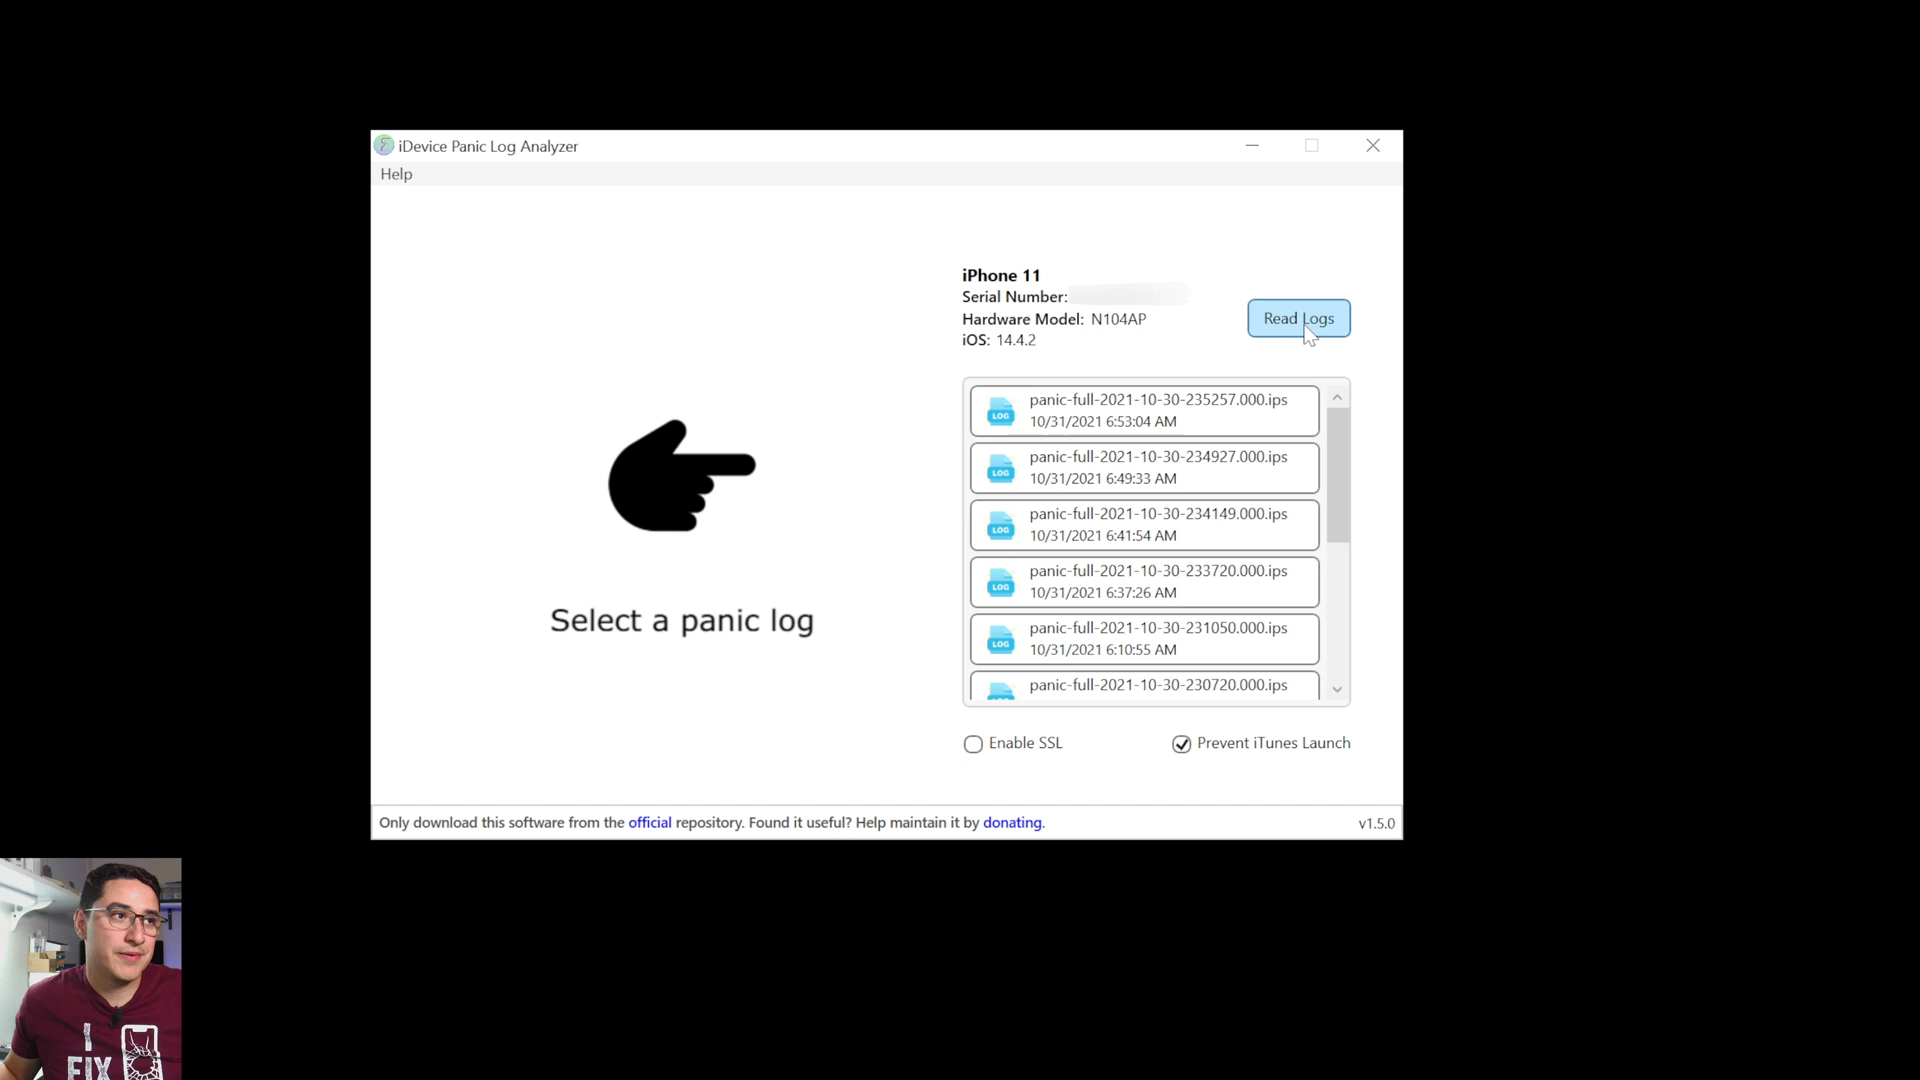 iDevice Panic Log Analyzer
Help
iPhone 11
Serial Number:
Hardware Model: N104AP
iOS: 14.4.2
Read Logs
LOG
panic-full-2021-10-30-235257.000.ips
10/31/2021 6:53:04 AM
LOG
panic-full-2021-10-30-234927.000.ips
10/31/2021 6:49:33 AM
LOG
panic-full-2021-10-30-234149.000.ips
10/31/2021 6:41:54 AM
LOG
panic-full-2021-10-30-233720.000.ips
10/31/2021 6:37:26 AM
LOG
panic-full-2021-10-30-231050.000.ips
10/31/2021 6:10:55 AM
panic-full-2021-10-30-230720.000.ips
Select a panic log
Enable SSL
Prevent iTunes Launch
Only download this software from the official repository. Found it useful? Help maintain it by donating.
v1.5.0
I
FIX